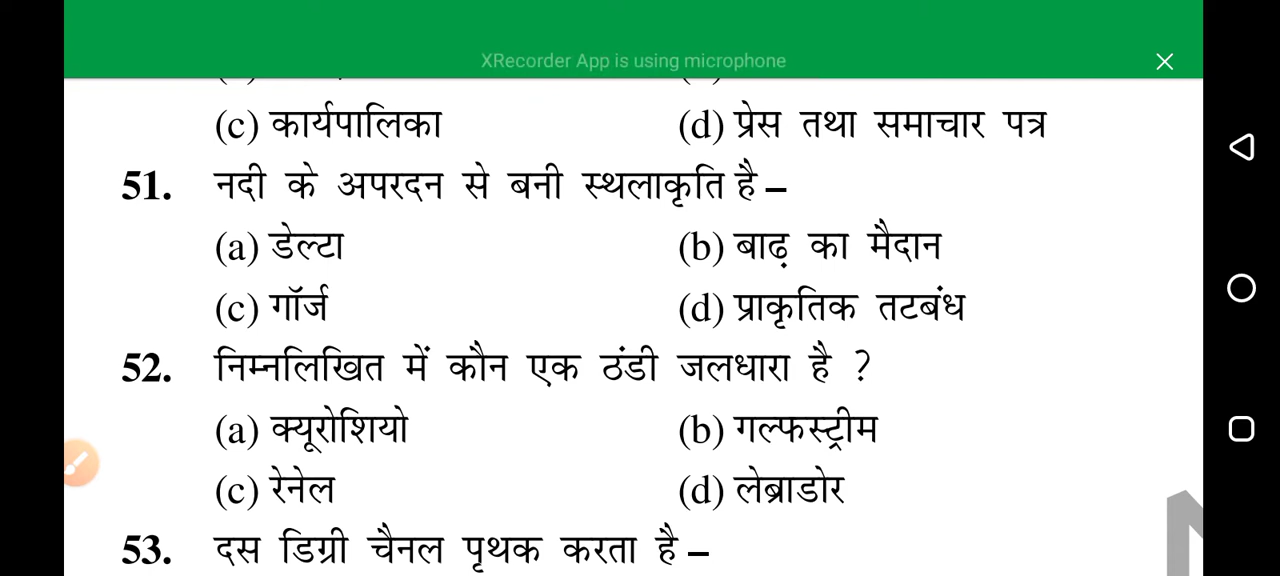 XRecorder App is using microphone
(c) कार्यपालिका (d) प्रेस तथा समाचार पत्र
51. नदी के अपरदन से बनी स्थलाकृति है –
(a) डेल्टा (b) बाढ़ का मैदान
(c) गॉर्ज (d) प्राकृतिक तटबंध
52. निम्नलिखित में कौन एक ठंडी जलधारा है ?
(a) क्यूरोशियो (b) गल्फस्ट्रीम
(c) रेनेल (d) लेब्राडोर
53. दस डिग्री चैनल पृथक करता है –